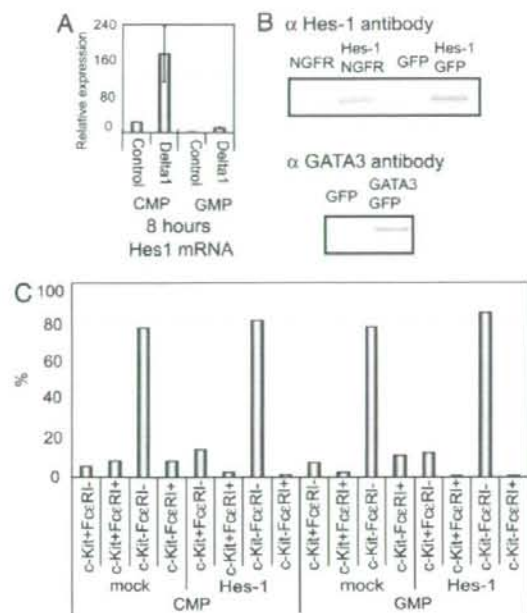 A
Relative expression
240
160
80
0
Control
Delta1
Control
Delta1
CMP
GMP
8 hours
Hes1 mRNA
B
α Hes-1 antibody
NGFR
Hes-1
NGFR
GFP
Hes-1
GFP
α GATA3 antibody
GFP
GATA3
GFP
C
%
100
80
60
40
20
0
c-Kit+FcεRI-
c-Kit+FcεRI+
c-Kit-FcεRI-
c-Kit-FcεRI+
c-Kit+FcεRI-
c-Kit+FcεRI+
c-Kit-FcεRI-
c-Kit-FcεRI+
c-Kit+FcεRI-
c-Kit+FcεRI+
c-Kit-FcεRI-
c-Kit-FcεRI+
c-Kit+FcεRI-
c-Kit+FcεRI+
c-Kit-FcεRI-
c-Kit-FcεRI+
mock
Hes-1
mock
Hes-1
CMP
GMP